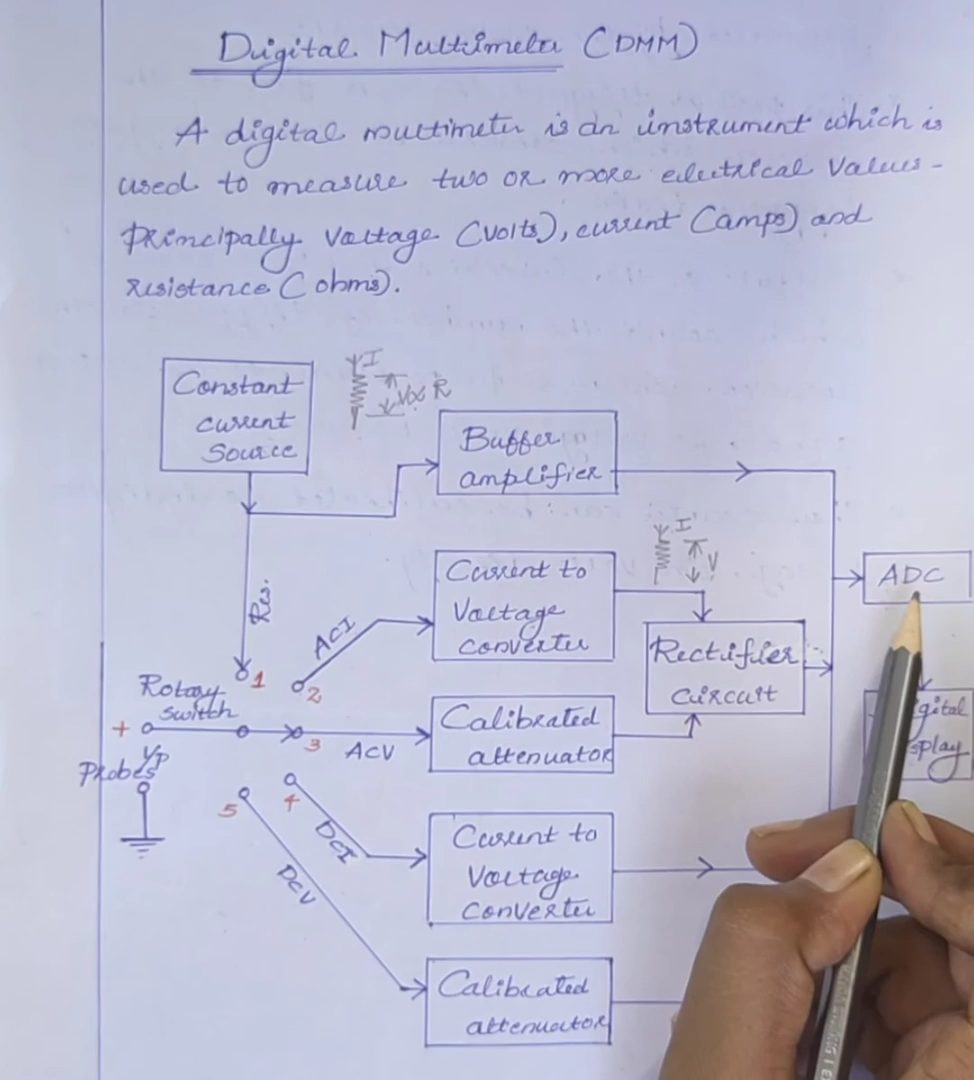 Digital Multimeter (DMM)
A digital multimeter is an instrument which is
used to measure two or more electrical values -
Principally Voltage (Volts), current (amps) and
resistance (ohms).
Constant
current
Source
I
V∝R
Buffer
amplifier
I
V
Current to
Voltage
converter
ADC
Res.
ACI
Rectifier
circuit
1
2
Rotary
switch
+
3
ACV
Calibrated
attenuator
gital
splay
I/P
Probes
5
4
DCI
DCV
Current to
Voltage
Converter
Calibrated
attenuator